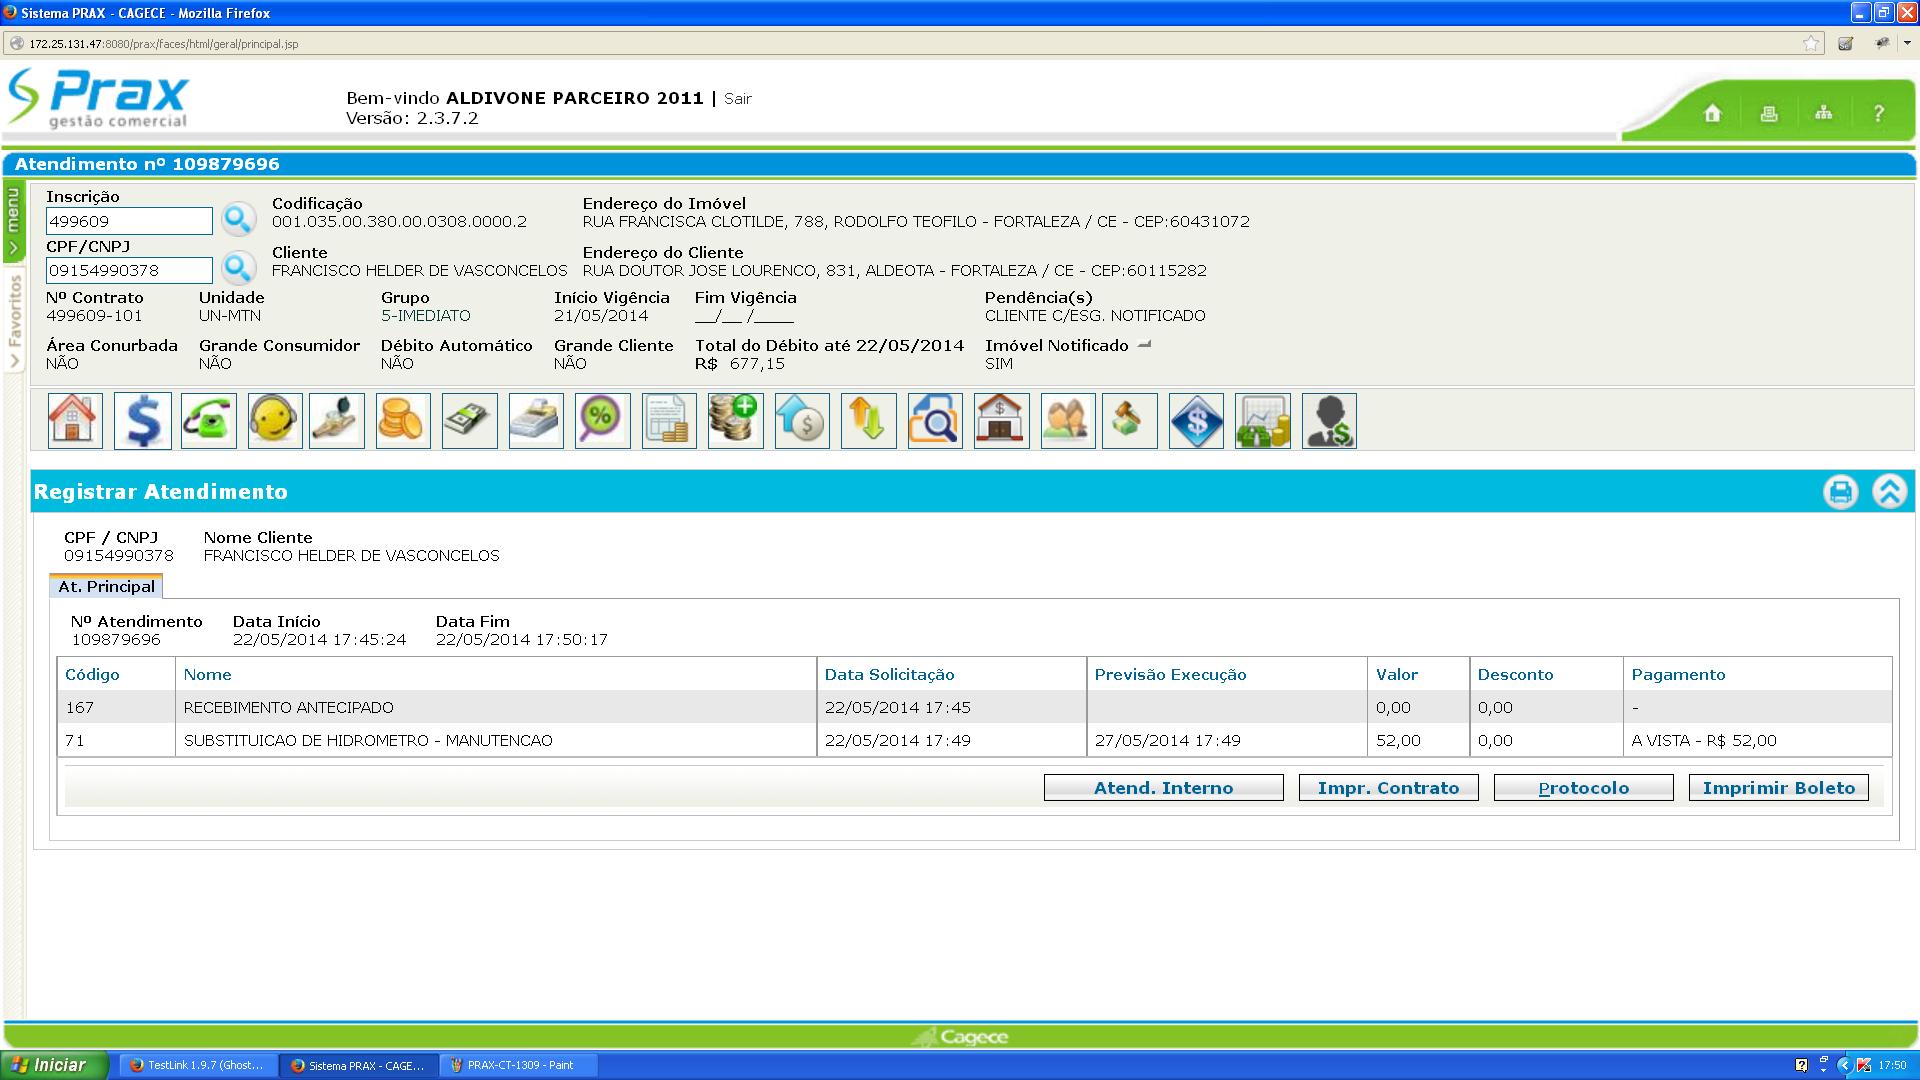 Sistema PRAX - CAGECE - Mozilla Firefox
172.25.131.47:8080/prax/faces/html/geral/principal.jsp
Prax
gestão comercial
Bem-vindo ALDIVONE PARCEIRO 2011 | Sair
Versão: 2.3.7.2
?
Atendimento nº 109879696
menu
Favoritos
Inscrição
499609
Codificação
001.035.00.380.00.0308.0000.2
Endereço do Imóvel
RUA FRANCISCA CLOTILDE, 788, RODOLFO TEOFILO - FORTALEZA / CE - CEP:60431072
CPF/CNPJ
09154990378
Cliente
FRANCISCO HELDER DE VASCONCELOS
Endereço do Cliente
RUA DOUTOR JOSE LOURENCO, 831, ALDEOTA - FORTALEZA / CE - CEP:60115282
Nº Contrato Unidade Grupo Início Vigência Fim Vigência Pendência(s)
499609-101 UN-MTN 5-IMEDIATO 21/05/2014 __/__ /____ CLIENTE C/ESG. NOTIFICADO
Área Conurbada Grande Consumidor Débito Automático Grande Cliente Total do Débito até 22/05/2014 Imóvel Notificado
NÃO NÃO NÃO NÃO R$ 677,15 SIM
Registrar Atendimento
CPF / CNPJ Nome Cliente
09154990378 FRANCISCO HELDER DE VASCONCELOS
At. Principal
Nº Atendimento Data Início Data Fim
109879696 22/05/2014 17:45:24 22/05/2014 17:50:17
Código Nome Data Solicitação Previsão Execução Valor Desconto Pagamento
167 RECEBIMENTO ANTECIPADO 22/05/2014 17:45 0,00 0,00 -
71 SUBSTITUICAO DE HIDROMETRO - MANUTENCAO 22/05/2014 17:49 27/05/2014 17:49 52,00 0,00 A VISTA - R$ 52,00
Atend. Interno Impr. Contrato Protocolo Imprimir Boleto
Cagece
Iniciar TestLink 1.9.7 (Ghost... Sistema PRAX - CAGE... PRAX-CT-1309 - Paint 17:50